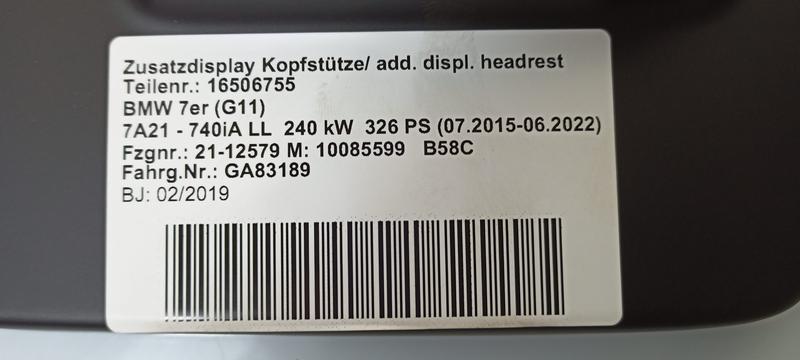 Zusatzdisplay Kopfstütze/ add. displ. headrest
Teilenr.: 16506755
BMW 7er (G11)
7A21 - 740iA LL 240 kW 326 PS (07.2015-06.2022)
Fzgnr.: 21-12579 M: 10085599 B58C
Fahrg.Nr.: GA83189
BJ: 02/2019